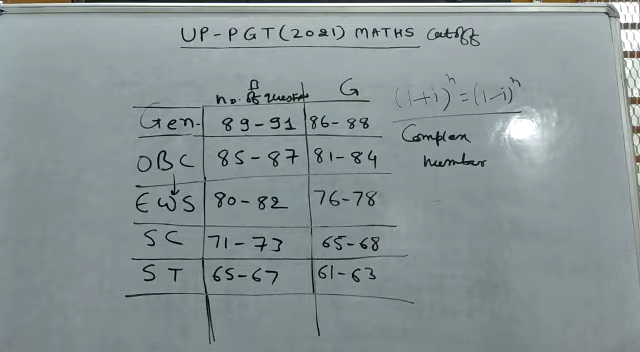 UP-PGT(2021) MATHS Cutoff
B
no. of question G
Gen. 89-91 86-88
OBC 85-87 81-84
EWS 80-82 76-78
SC 71-73 65-68
ST 65-67 61-63
(1+i)^n = (1-i)^n
Complex
number